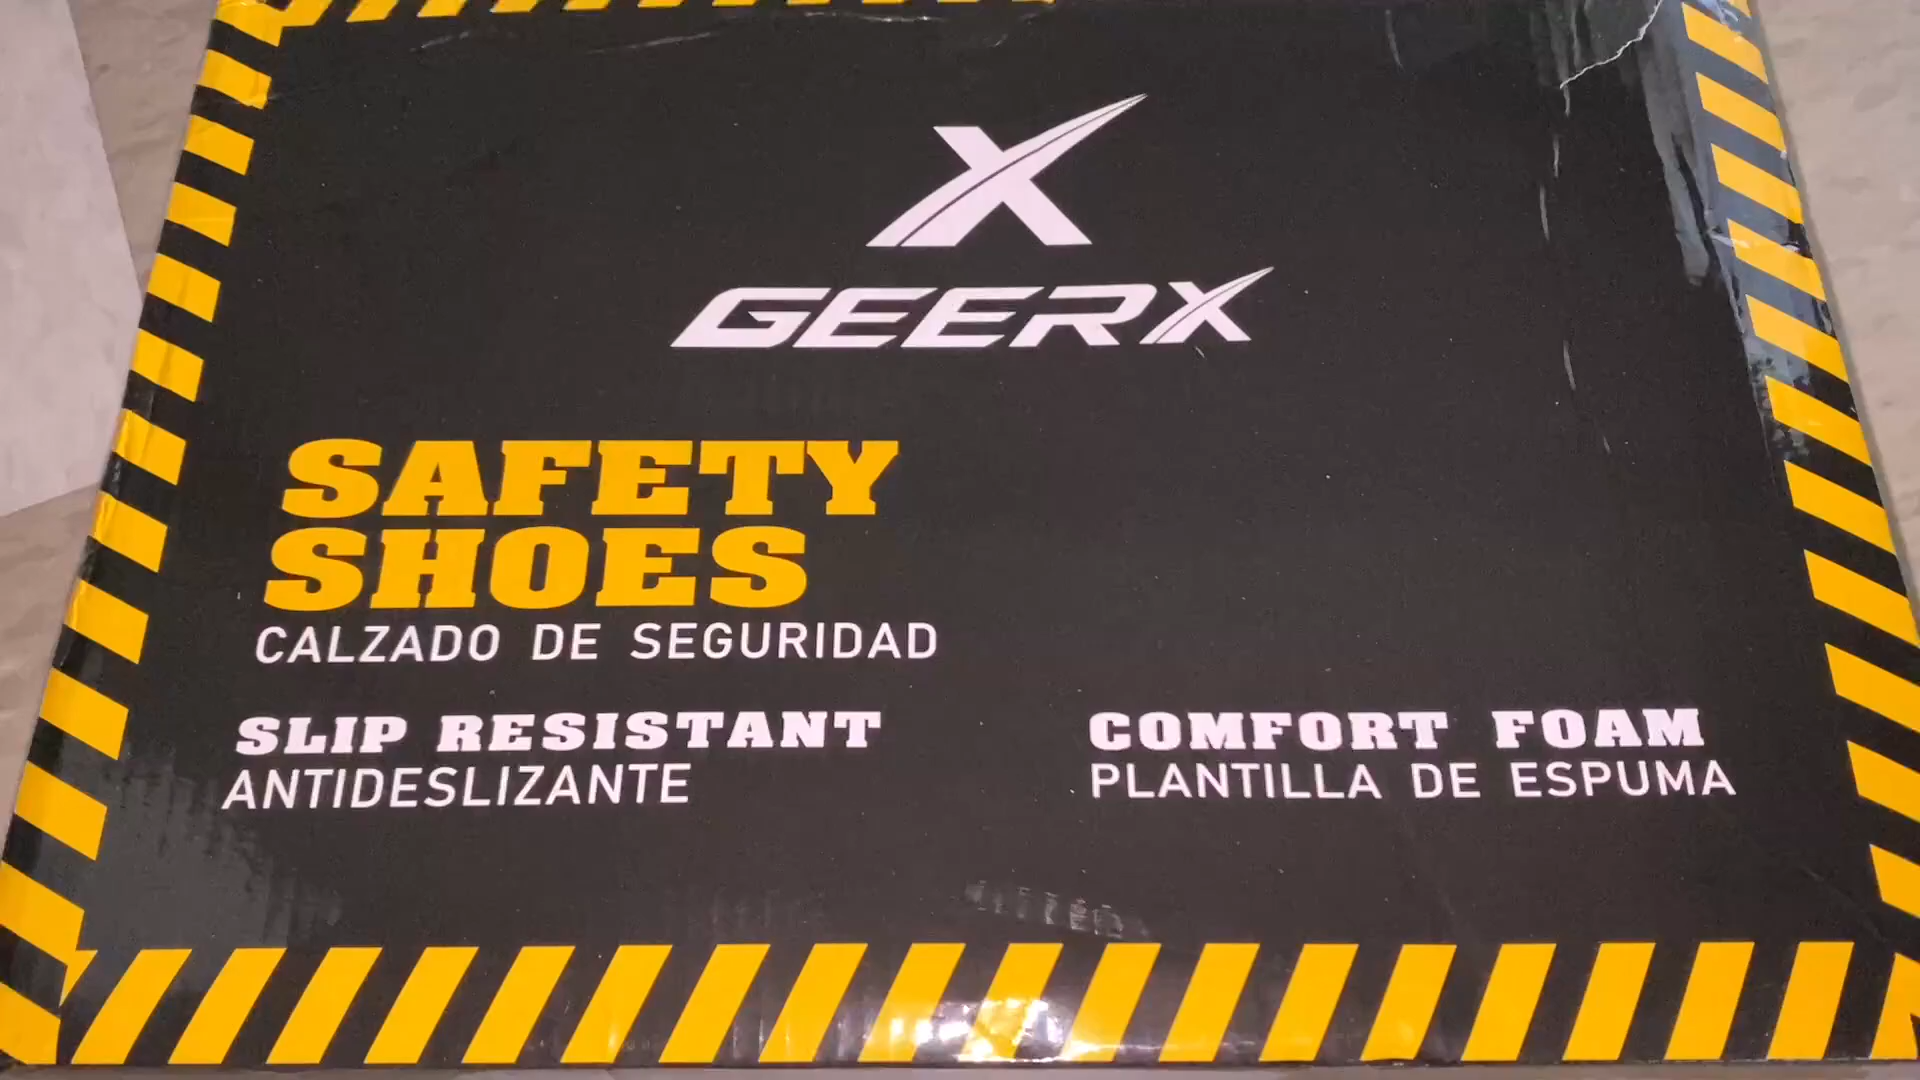 GEERX
SAFETY
SHOES
CALZADO DE SEGURIDAD
SLIP RESISTANT
ANTIDESLIZANTE
COMFORT FOAM
PLANTILLA DE ESPUMA